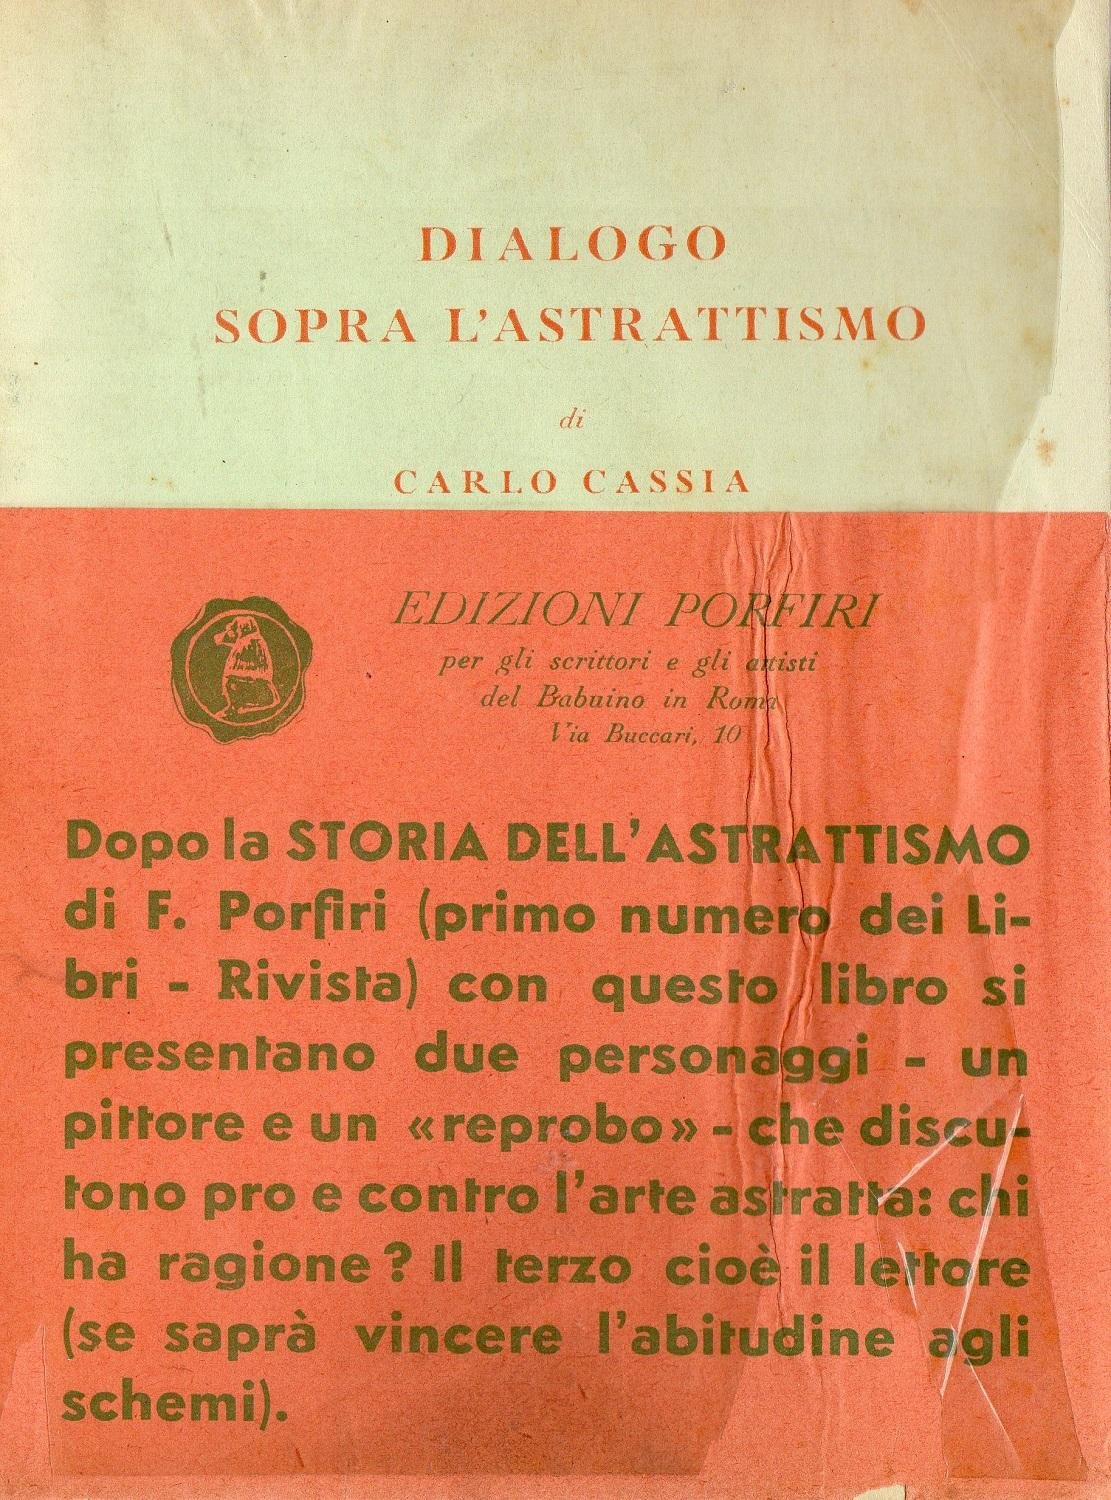 DIALOGO
SOPRA L'ASTRATTISMO
di
CARLO CASSIA
EDIZIONI PORFIRI
per gli scrittori e gli artisti
del Babuino in Roma
Via Buccari, 10
Dopo la STORIA DELL'ASTRATTISMO
di F. Porfiri (primo numero dei Li-
bri - Rivista) con questo libro si
presentano due personaggi - un
pittore e un «reprobo» - che discu-
tono pro e contro l'arte astratta: chi
ha ragione? Il terzo cioè il lettore
(se saprà vincere l'abitudine agli
schemi).